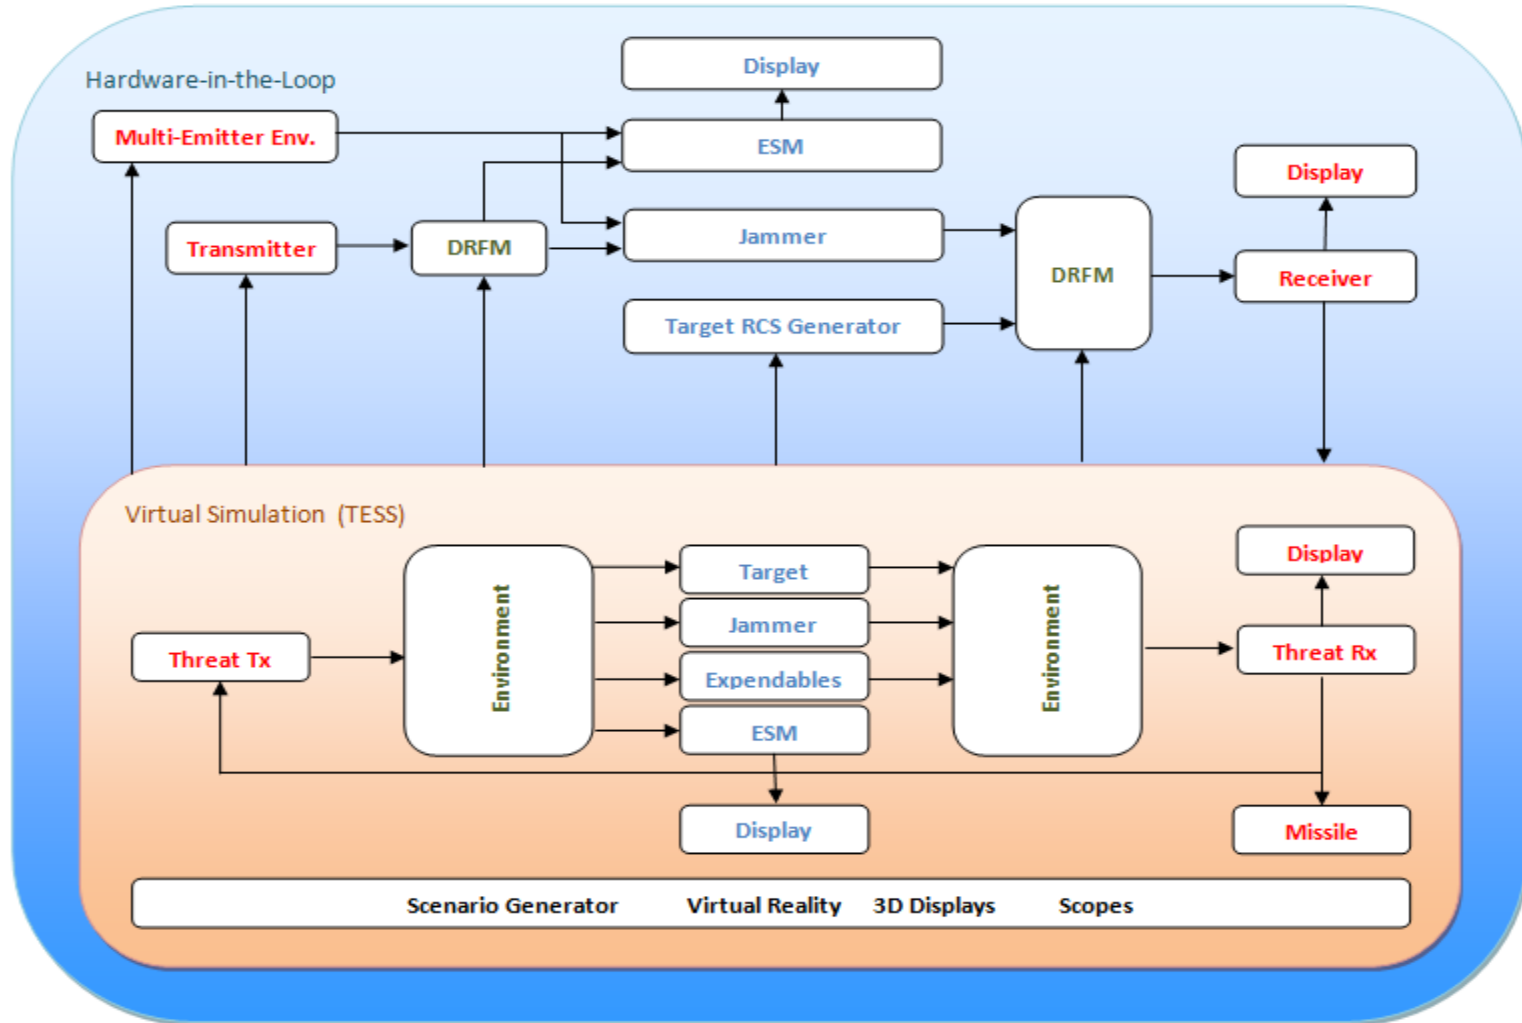 Hardware-in-the-Loop
Display
Multi-Emitter Env.
ESM
Display
Transmitter
DRFM
Jammer
DRFM
Receiver
Target RCS Generator
Virtual Simulation (TESS)
Display
Environment
Target
Environment
Jammer
Threat Tx
Threat Rx
Expendables
ESM
Display
Missile
Scenario Generator Virtual Reality 3D Displays Scopes